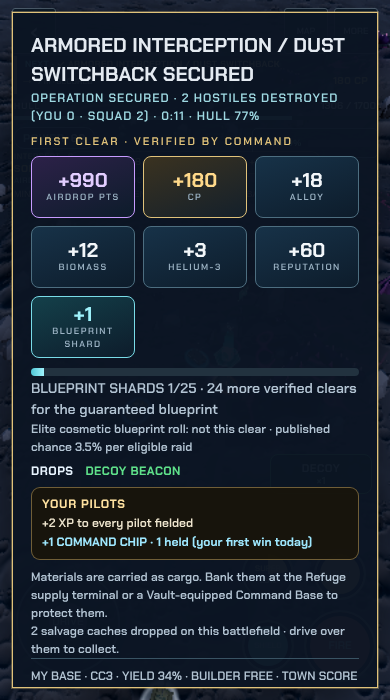 ARMORED INTERCEPTION / DUST
SWITCHBACK SECURED
OPERATION SECURED · 2 HOSTILES DESTROYED
(YOU 0 · SQUAD 2) · 0:11 · HULL 77%
FIRST CLEAR · VERIFIED BY COMMAND
+990
AIRDROP PTS
+180
CP
+18
ALLOY
+12
BIOMASS
+3
HELIUM-3
+60
REPUTATION
+1
BLUEPRINT
SHARD
BLUEPRINT SHARDS 1/25 · 24 more verified clears
for the guaranteed blueprint
Elite cosmetic blueprint roll: not this clear · published
chance 3.5% per eligible raid
DROPS DECOY BEACON
YOUR PILOTS
+2 XP to every pilot fielded
+1 COMMAND CHIP · 1 held (your first win today)
Materials are carried as cargo. Bank them at the Refuge
supply terminal or a Vault-equipped Command Base to
protect them.
2 salvage caches dropped on this battlefield · drive over
them to collect.
MY BASE · CC3 · YIELD 34% · BUILDER FREE · TOWN SCORE